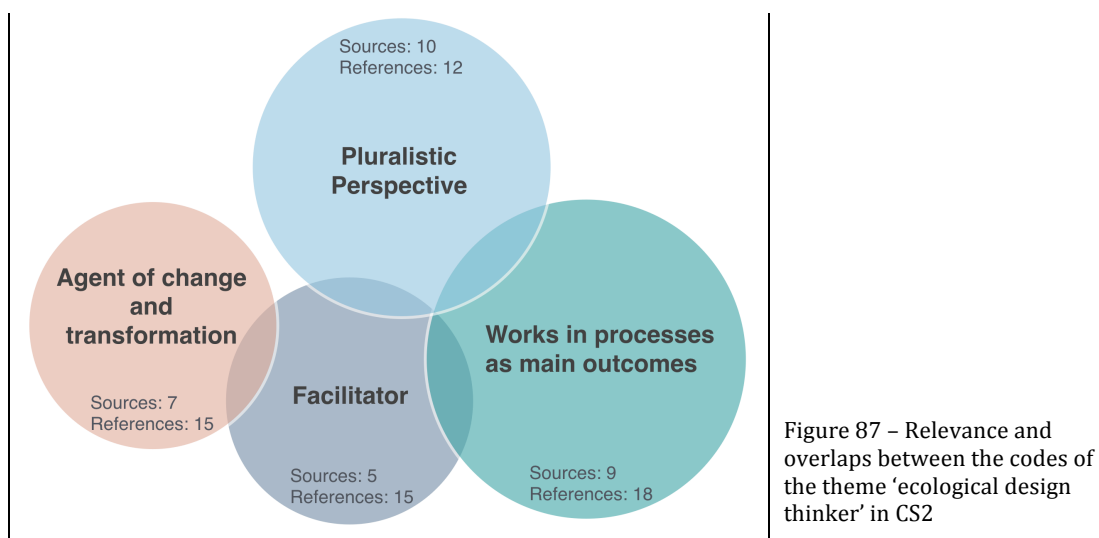 Sources: 10
References: 12
Pluralistic
Perspective
Agent of change
and
transformation
Sources: 7
References: 15
Facilitator
Sources: 5
References: 15
Works in processes
as main outcomes
Sources: 9
References: 18
Figure 87 – Relevance and
overlaps between the codes of
the theme ‘ecological design
thinker’ in CS2